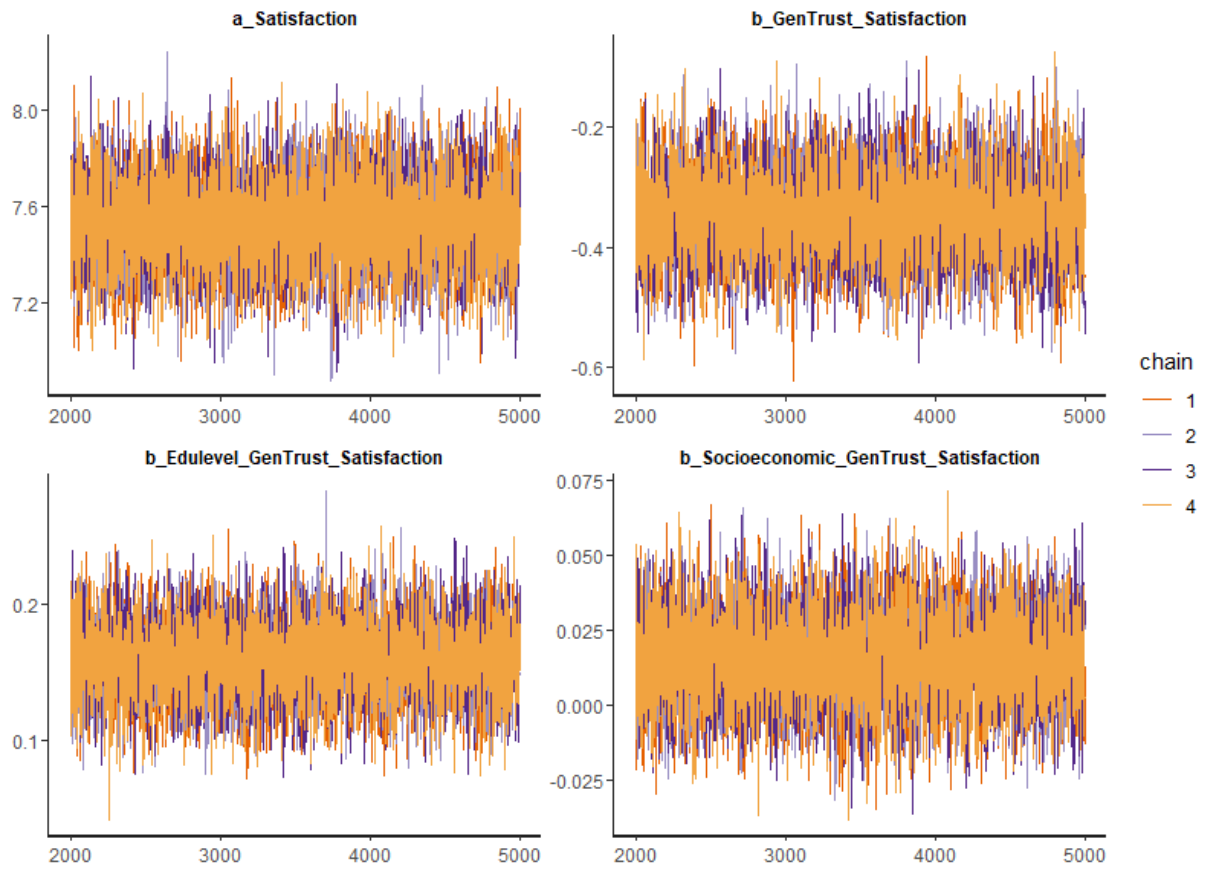 a_Satisfaction
b_GenTrust_Satisfaction
8.0
7.6
7.2
-0.2
-0.4
-0.6
2000 3000 4000 5000
2000 3000 4000 5000
chain
1
2
3
4
b_Edulevel_GenTrust_Satisfaction
b_Socioeconomic_GenTrust_Satisfaction
0.2
0.1
0.075
0.050
0.025
0.000
-0.025
2000 3000 4000 5000
2000 3000 4000 5000